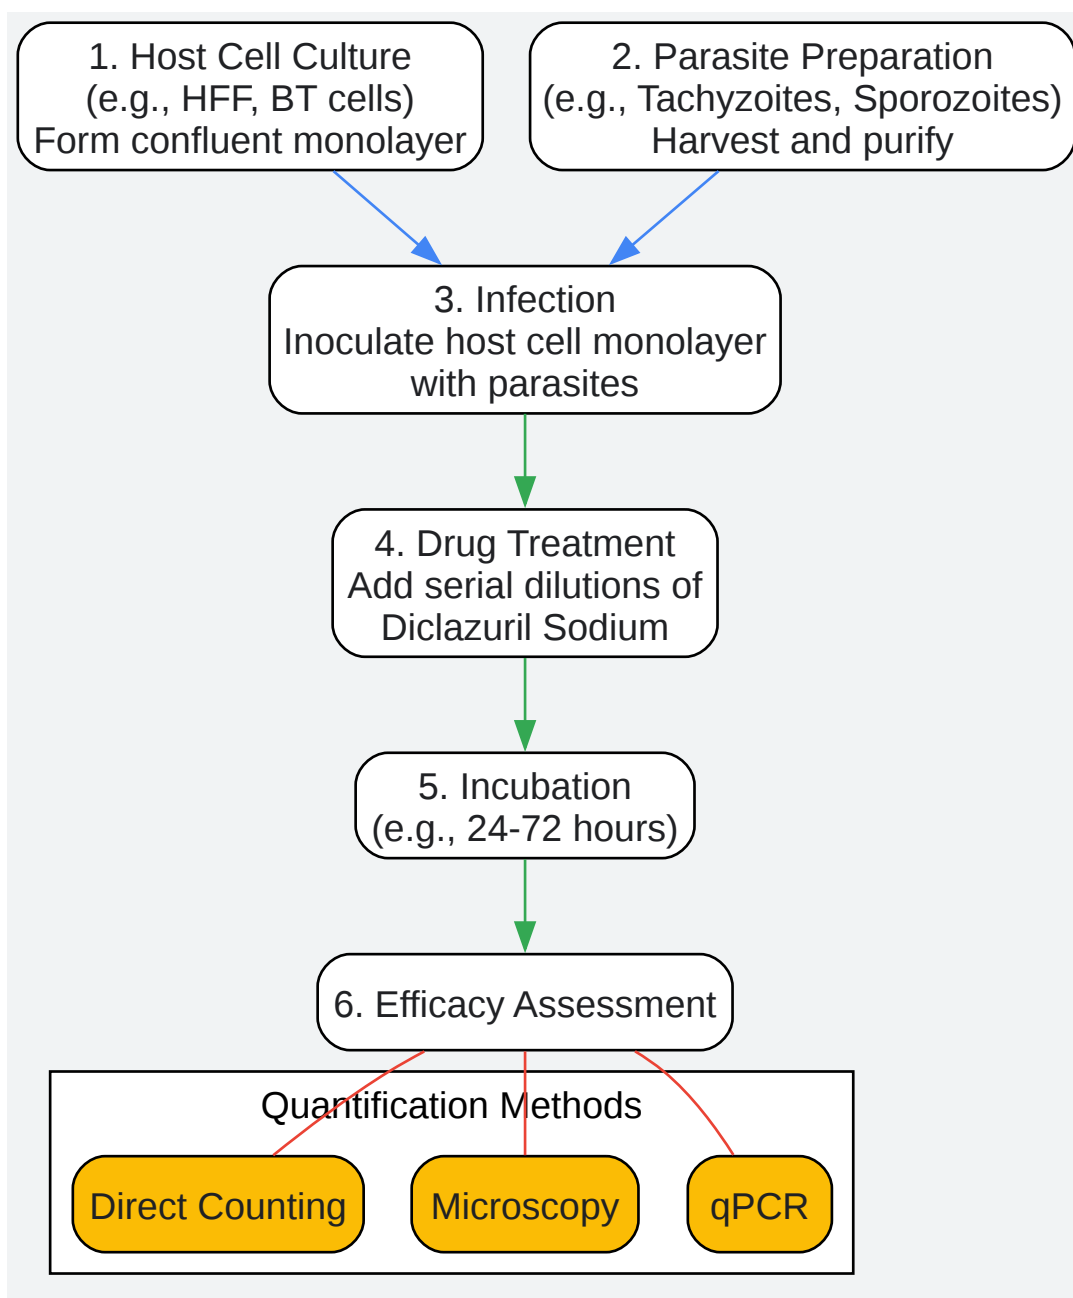 1. Host Cell Culture
(e.g., HFF, BT cells)
Form confluent monolayer
2. Parasite Preparation
(e.g., Tachyzoites, Sporozoites)
Harvest and purify
3. Infection
Inoculate host cell monolayer
with parasites
4. Drug Treatment
Add serial dilutions of
Diclazuril Sodium
5. Incubation
(e.g., 24-72 hours)
6. Efficacy Assessment
Quantification Methods
Direct Counting
Microscopy
qPCR